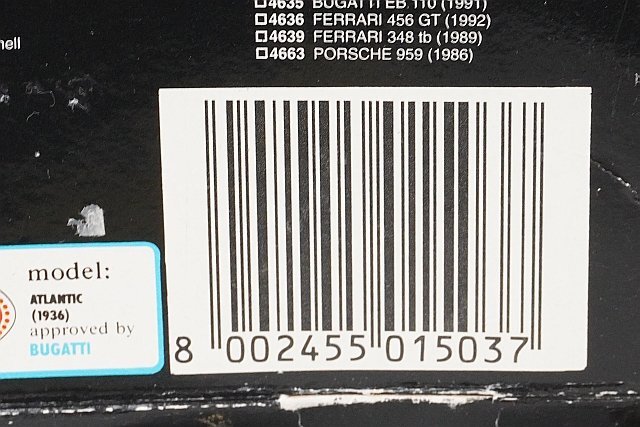 4635 BUGATTI EB 110 (1991)
4636 FERRARI 456 GT (1992)
4639 FERRARI 348 tb (1989)
4663 PORSCHE 959 (1986)
model:
ATLANTIC
(1936)
approved by
BUGATTI
8 002455 015037